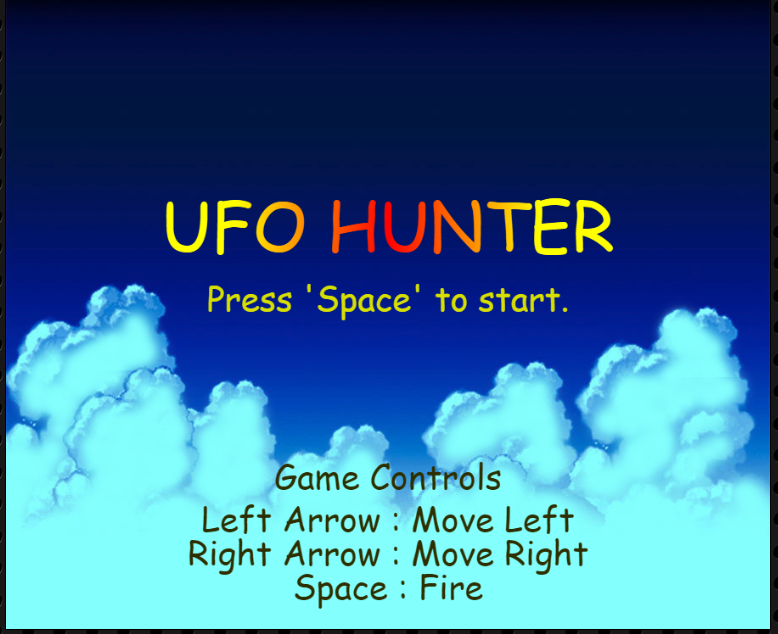 UFO HUNTER
Press 'Space' to start.
Game Controls
Left Arrow : Move Left
Right Arrow : Move Right
Space : Fire